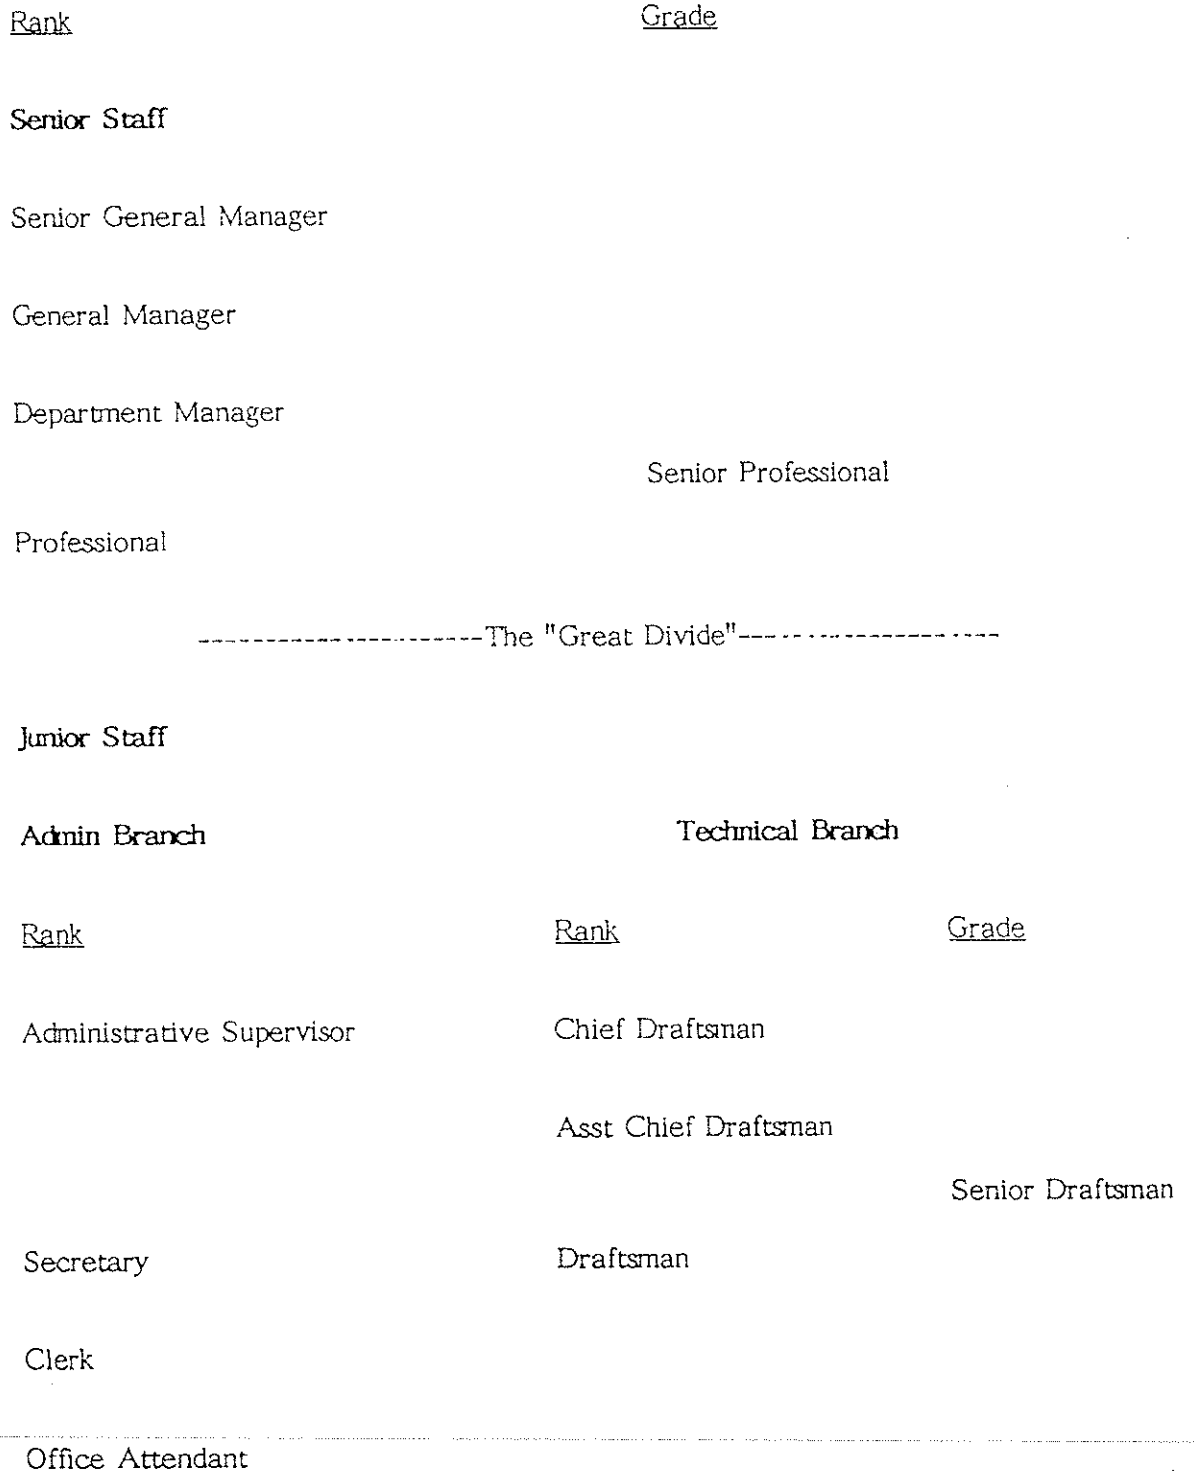 Rank Grade
Senior Staff
Senior General Manager
General Manager
Department Manager
Senior Professional
Professional
----------------------The "Great Divide"---------------------
Junior Staff
Admin Branch Technical Branch
Rank Rank Grade
Administrative Supervisor Chief Draftsman
Asst Chief Draftsman
Senior Draftsman
Secretary Draftsman
Clerk
Office Attendant